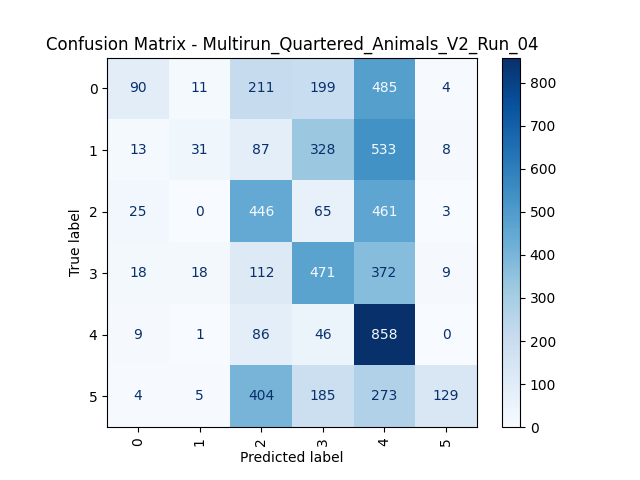 Confusion Matrix - Multirun_Quartered_Animals_V2_Run_04
0 90 11 211 199 485 4
1 13 31 87 328 533 8
2 25 0 446 65 461 3
3 18 18 112 471 372 9
4 9 1 86 46 858 0
5 4 5 404 185 273 129
0 1 2 3 4 5
True label
Predicted label
800
700
600
500
400
300
200
100
0